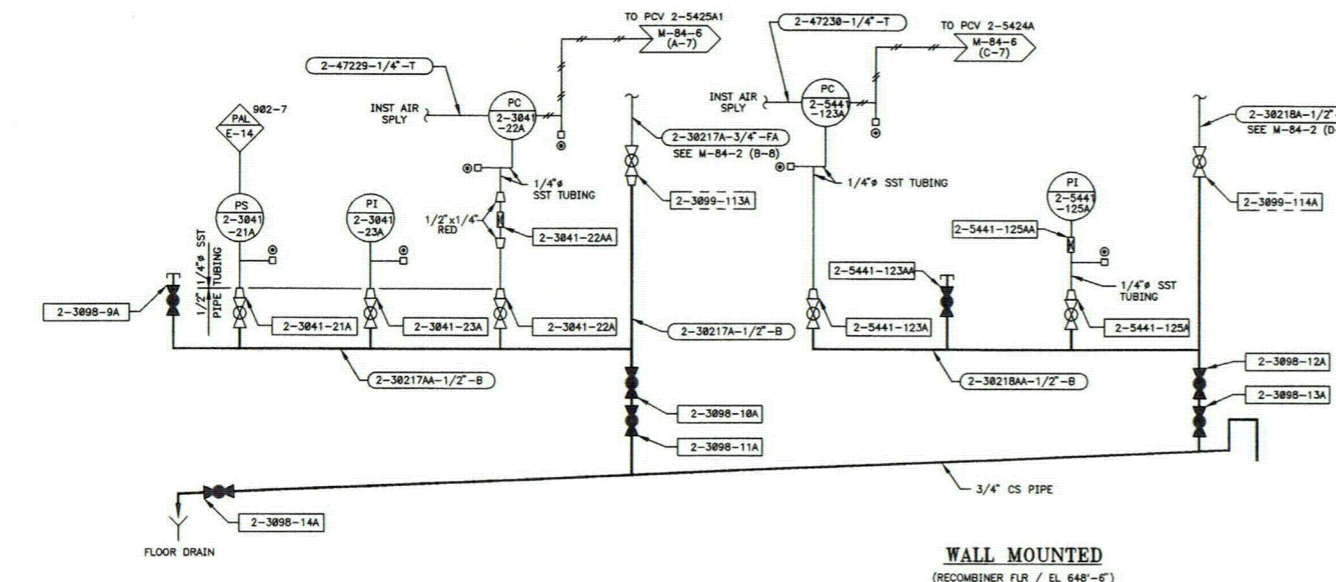 TO PCV 2-5425A1
M-84-6
(A-7)
2-47230-1/4"-T
TO PCV 2-5424A
M-84-6
(C-7)
2-47229-1/4"-T
902-7
PAL
E-14
INST AIR
SPLY
PC
2-3041
-22A
INST AIR
SPLY
PC
2-5441
-123A
2-30217A-3/4"-FA
SEE M-84-2 (B-8)
2-30218A-1/2"-
SEE M-84-2 (D-
1/4"ø
SST
TUBING
1/4"ø SST TUBING
2-3099-113A
2-3099-114A
PS
2-3041
-21A
PI
2-3041
-23A
1/2"x1/4"
RED
2-3041-22AA
PI
2-5441
-125A
2-5441-125AA
1/2"
PIPE
1/4"ø SST
TUBING
2-5441-123AA
1/4"ø SST
TUBING
2-3098-9A
2-3041-21A
2-3041-23A
2-3041-22A
2-30217A-1/2"-B
2-5441-123A
2-5441-125A
2-30217AA-1/2"-B
2-30218AA-1/2"-B
2-3098-12A
2-3098-13A
2-3098-10A
2-3098-11A
3/4" CS PIPE
2-3098-14A
FLOOR DRAIN
WALL MOUNTED
(RECOMBINER FLR / EL 648'-6")